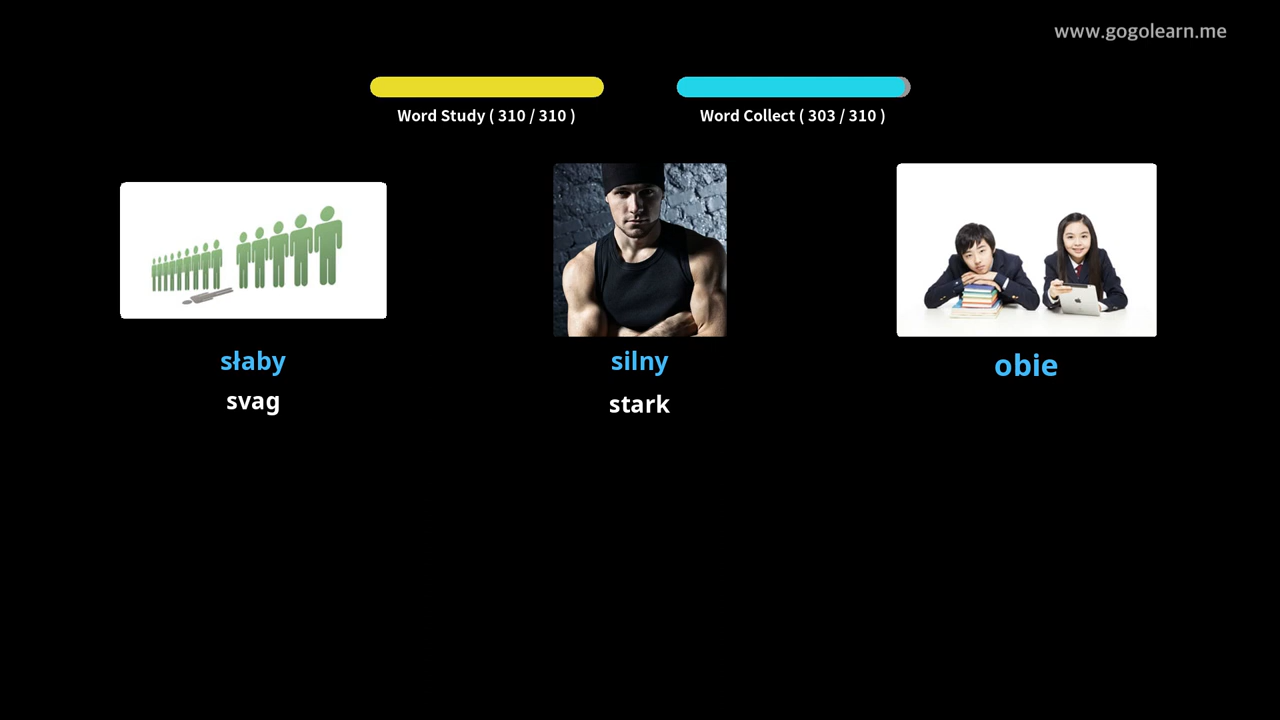 www.gogolearn.me
Word Study ( 310 / 310 )
Word Collect ( 303 / 310 )
słaby
silny
obie
svag
stark